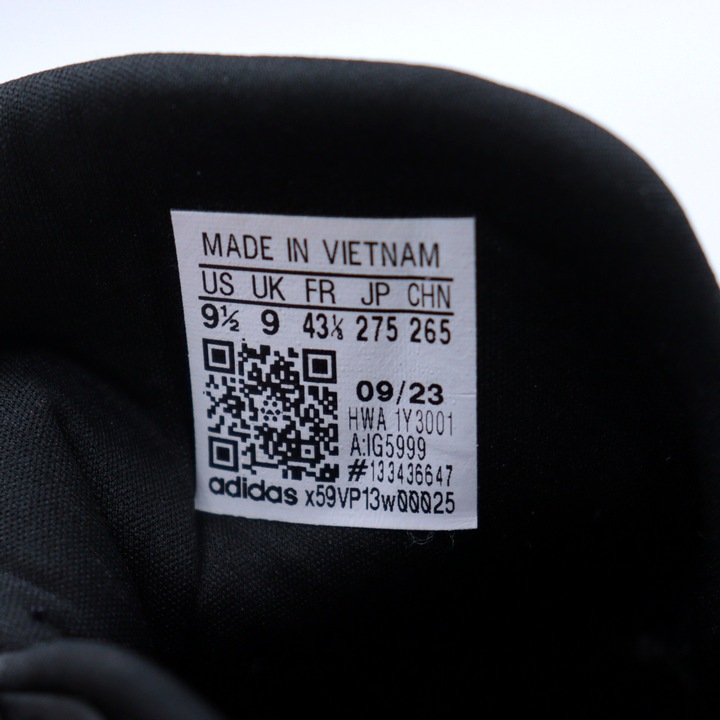 MADE IN VIETNAM
US UK FR JP CHN
9½ 9 43⅓ 275 265
09/23
HWA 1Y3001
A:IG5999
#133436647
adidas x59VP13w00025